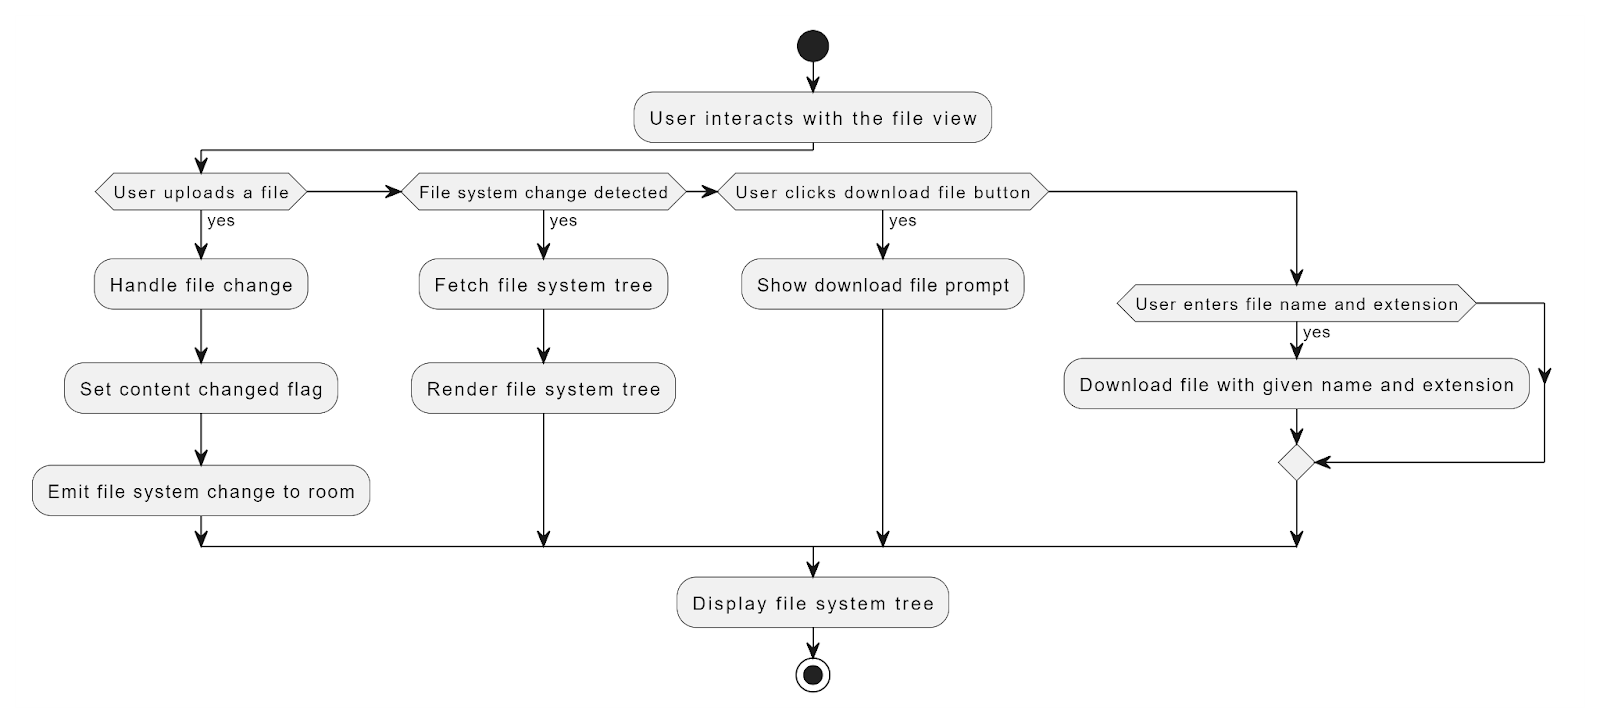 User interacts with the file view
User uploads a file
File system change detected
User clicks download file button
yes
yes
yes
Handle file change
Fetch file system tree
Show download file prompt
User enters file name and extension
yes
Set content changed flag
Render file system tree
Download file with given name and extension
Emit file system change to room
Display file system tree